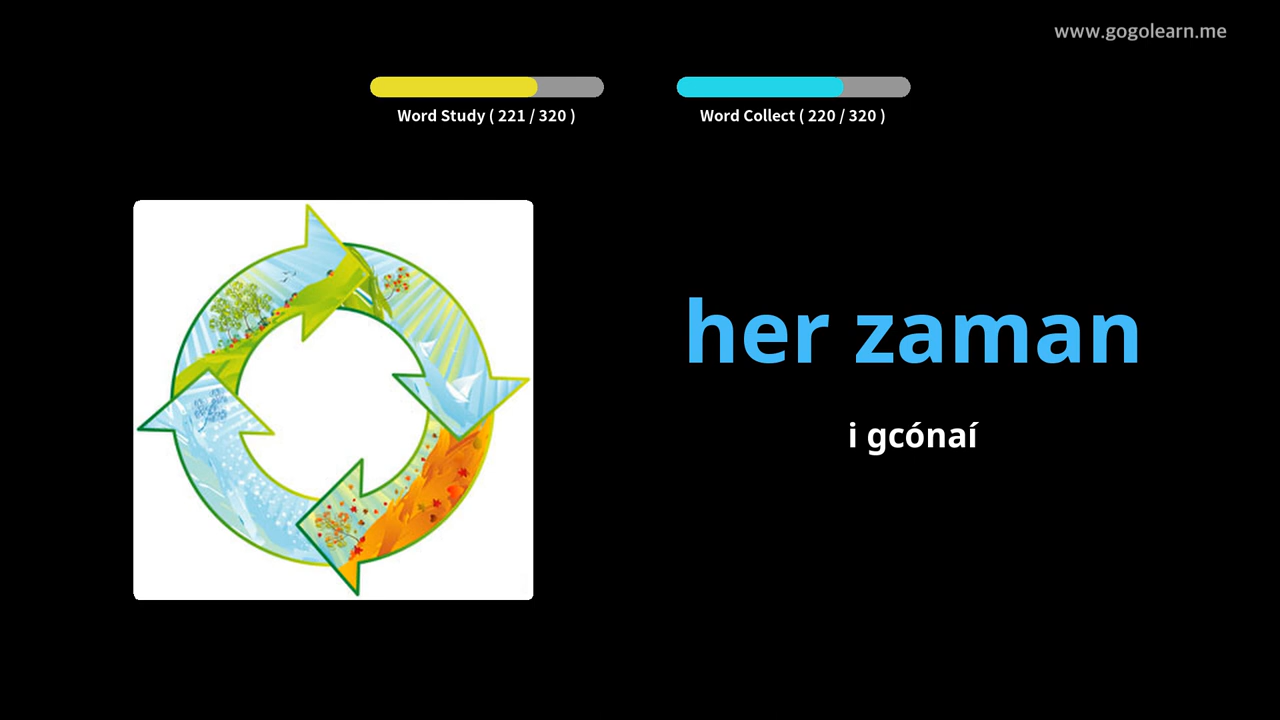 www.gogolearn.me
Word Study ( 221 / 320 )
Word Collect ( 220 / 320 )
her zaman
i gcónaí